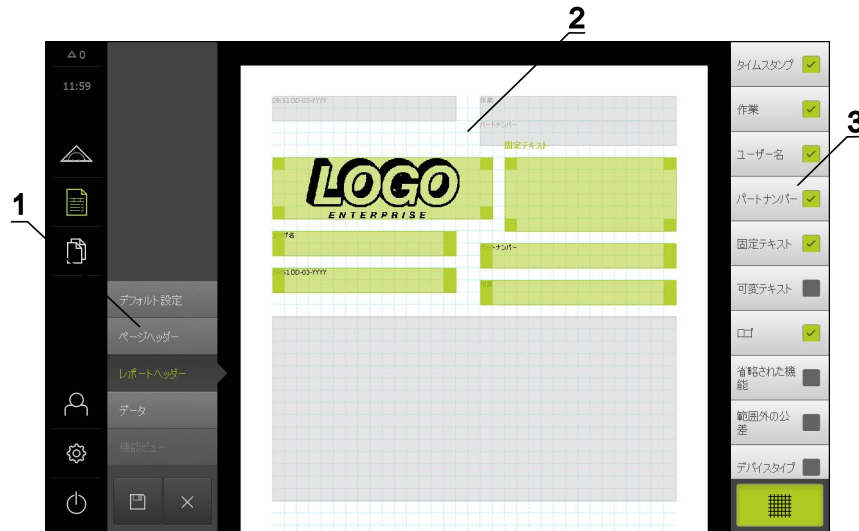 2
0
11:59
タイムスタンプ
作業
ユーザー名
パートナンバー
固定テキスト
可変テキスト
ロゴ
省略された機
能
範囲外の公
差
デバイスタイプ
3
1
09:51 DD-03-YYYY
作業
パートナンバー
固定テキスト
LOGO
ENTERPRISE
ユーザ名
パートナンバー
09:51 DD-03-YYYY
作業
デフォルト設定
ページヘッダー
レポートヘッダー
データ
機能ビュー